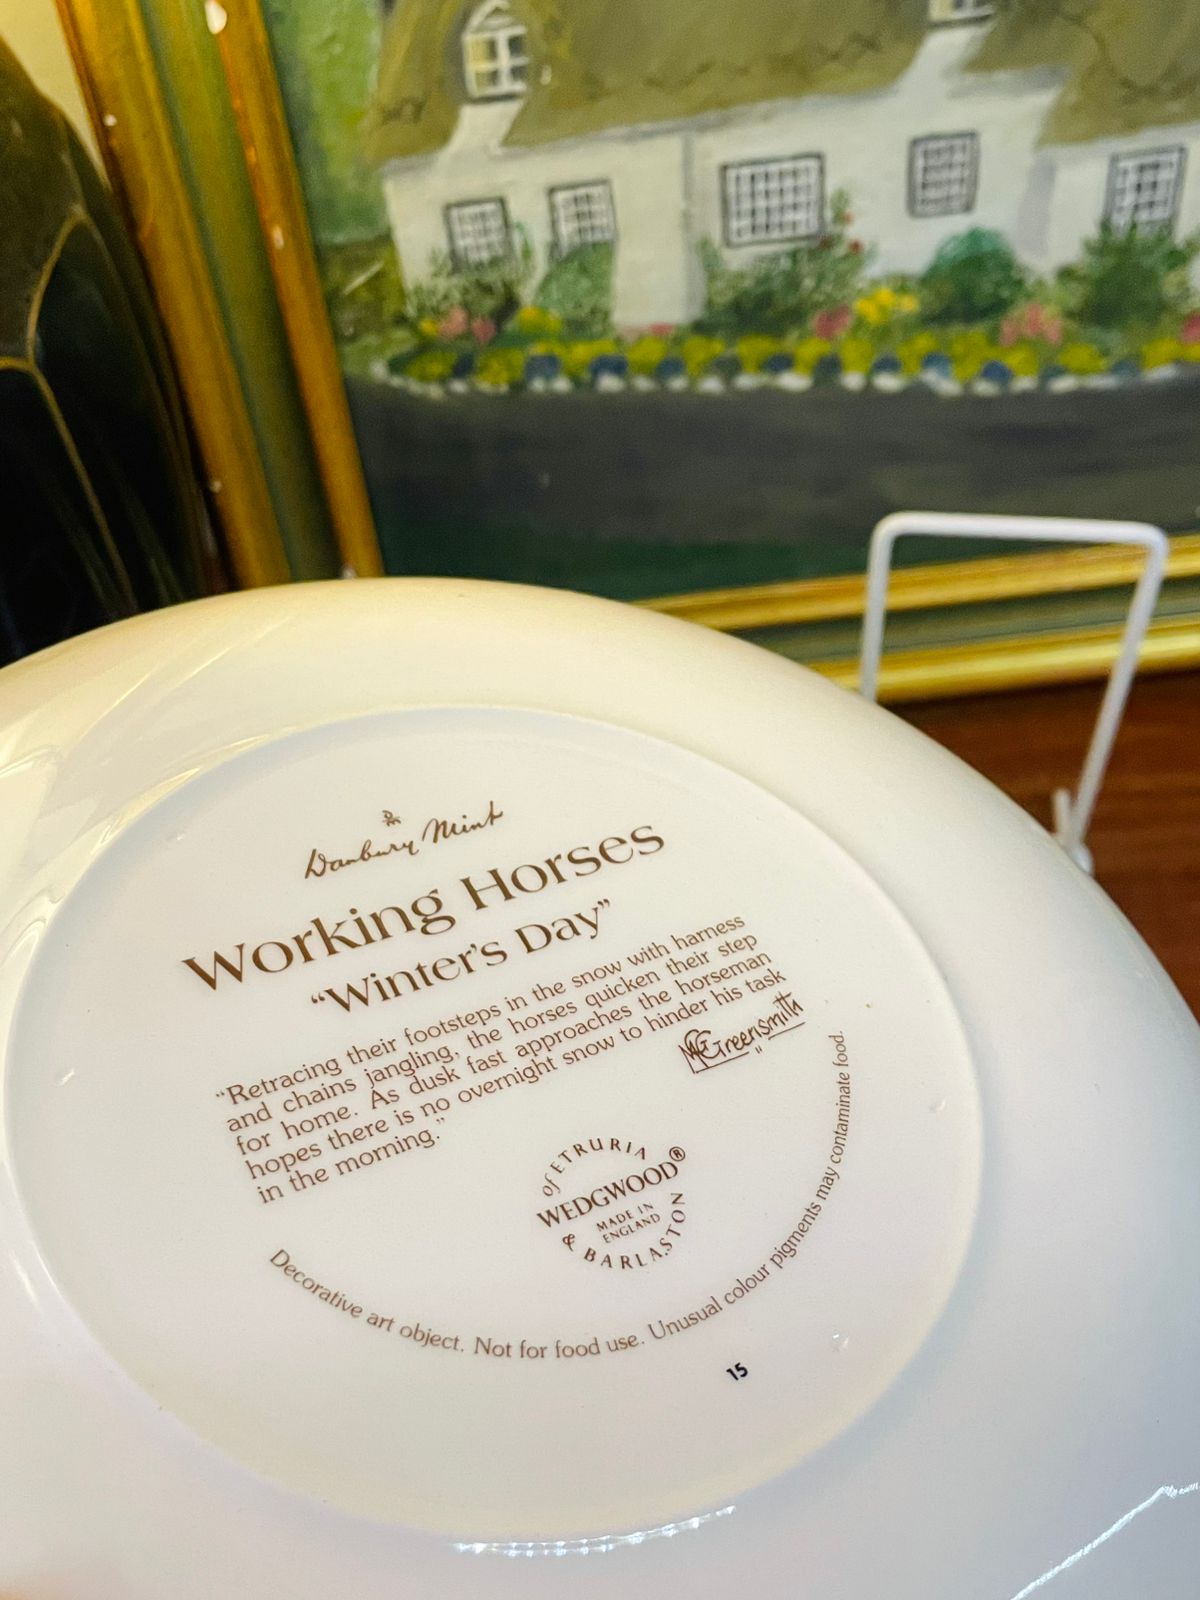 Danbury Mint
Working Horses
“Winter's Day”
“Retracing their footsteps in the snow with harness
and chains jangling, the horses quicken their step
for home. As dusk fast approaches the horseman
hopes there is no overnight snow to hinder his task
in the morning.”
Greensmith
of ETRURIA
WEDGWOOD®
MADE IN
ENGLAND
& BARLASTON
Decorative art object. Not for food use. Unusual colour pigments may contaminate food.
15